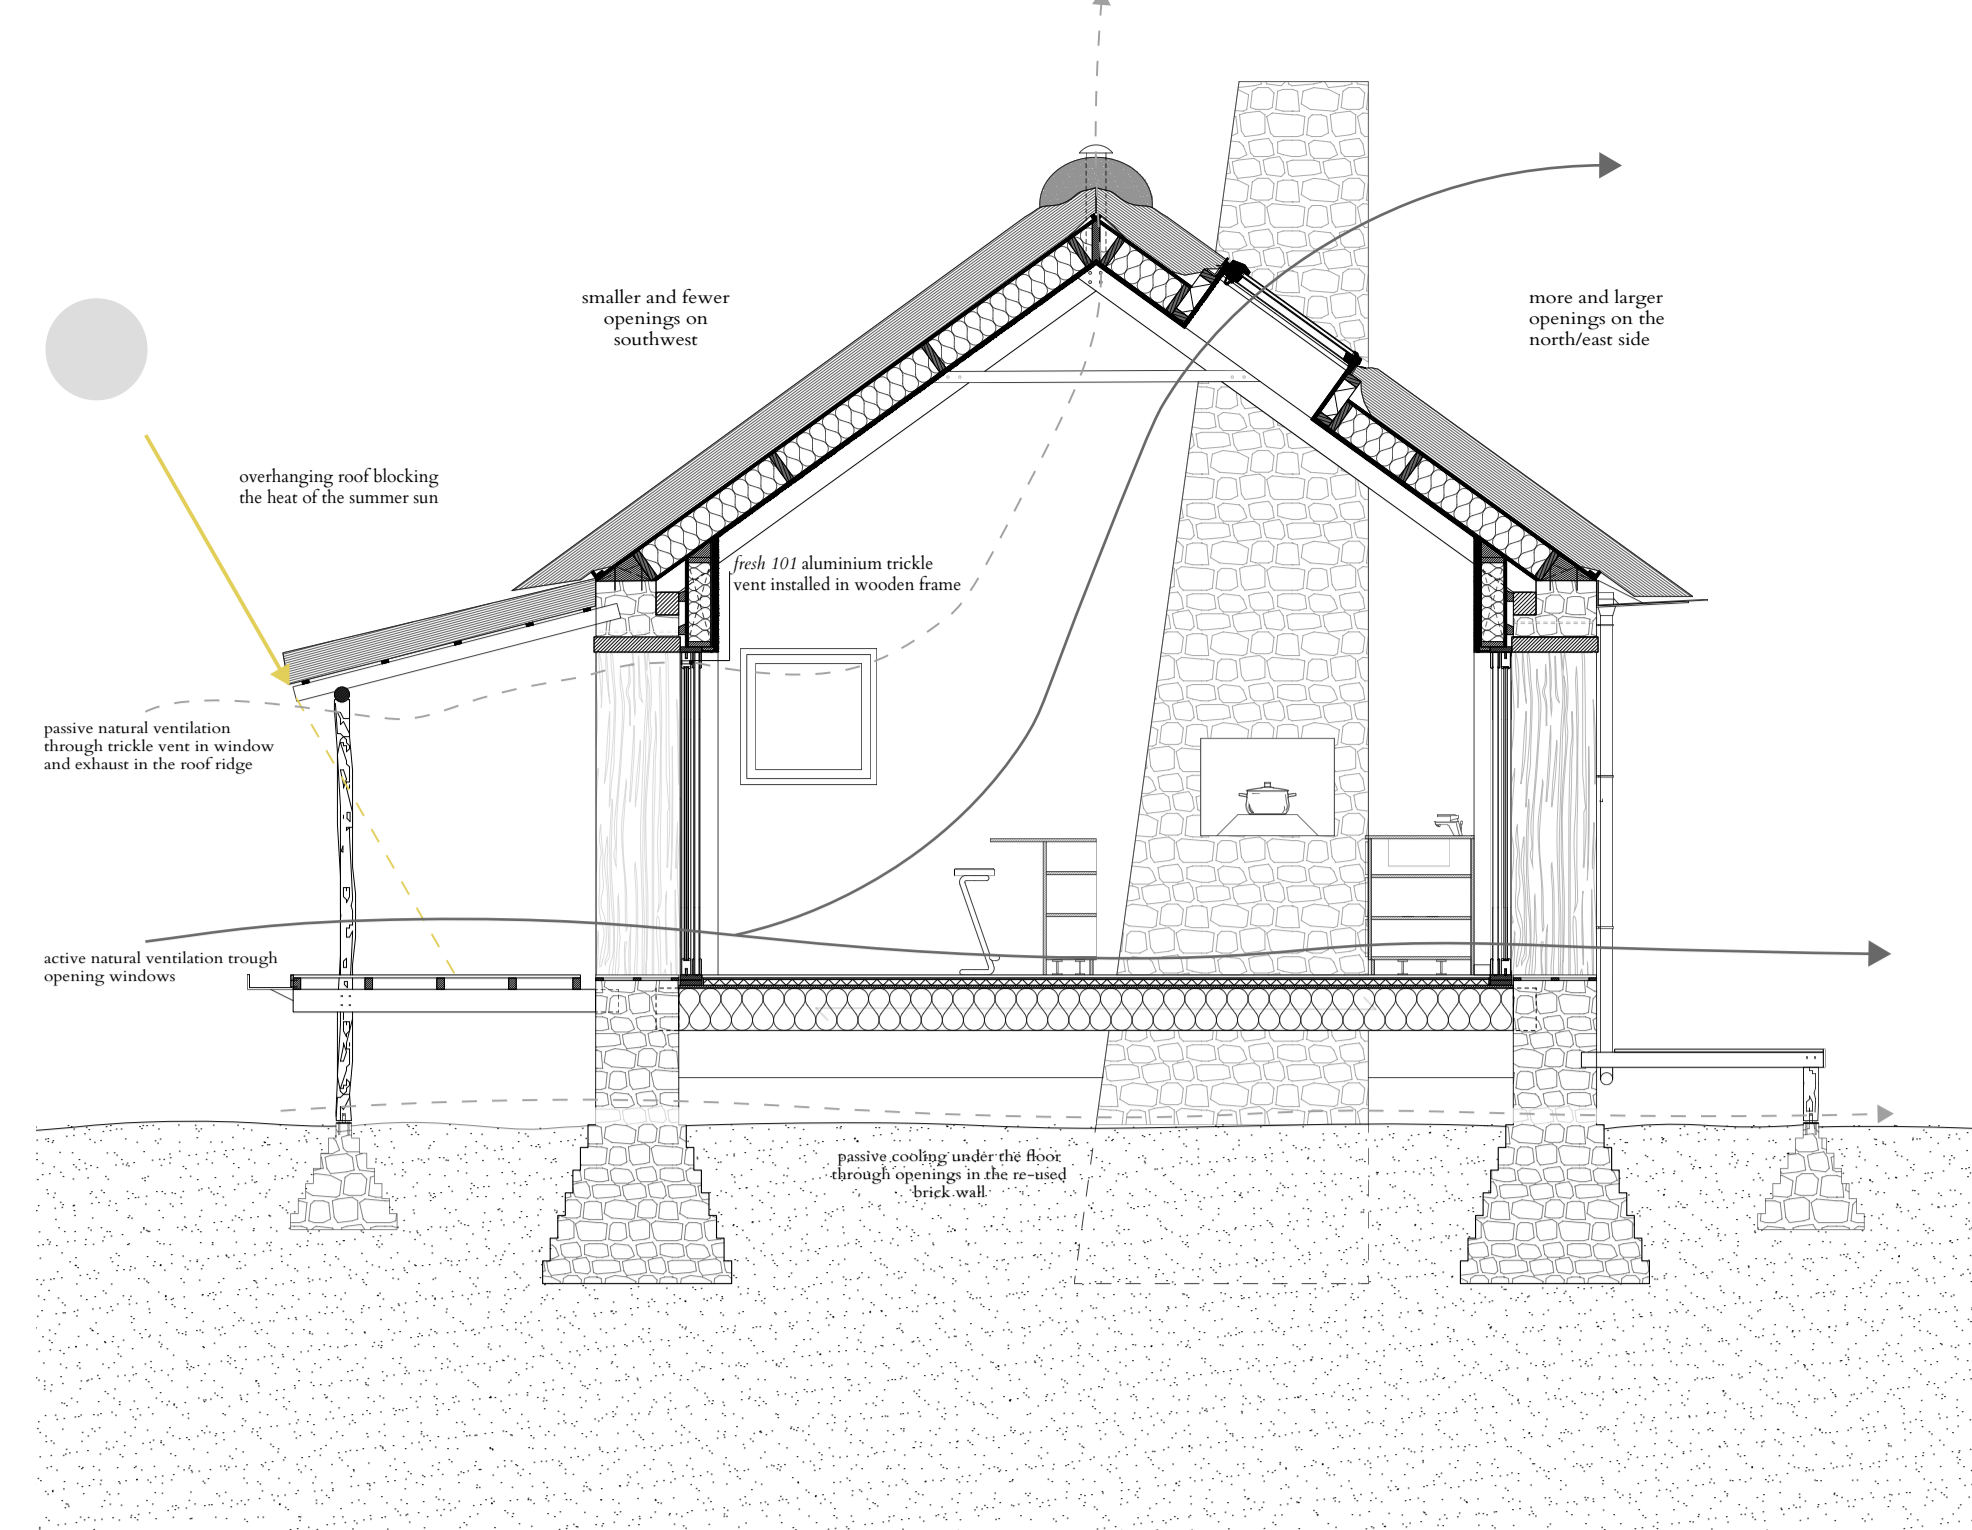 smaller and fewer
openings on
southwest
more and larger
openings on the
north/east side
overhanging roof blocking
the heat of the summer sun
fresh 101 aluminium trickle
vent installed in wooden frame
passive natural ventilation
through trickle vent in window
and exhaust in the roof ridge
active natural ventilation trough
opening windows
passive cooling under the floor
through openings in the re-used
brick wall